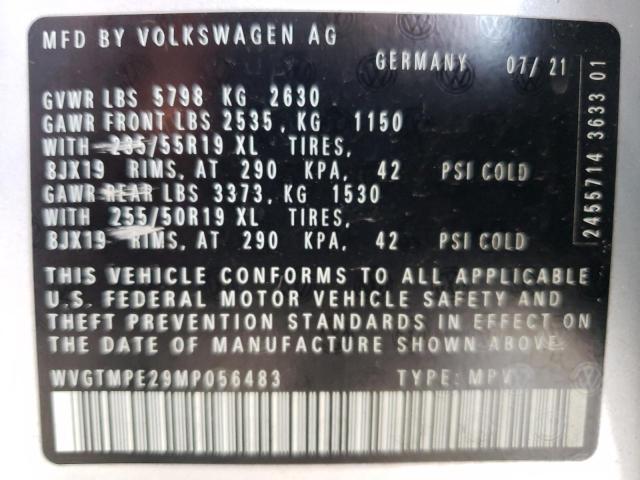 MFD BY VOLKSWAGEN AG
GERMANY 07/21
GVWR LBS 5798 KG 2630
GAWR FRONT LBS 2535, KG 1150
WITH 235/55R19 XL TIRES,
8JX19 RIMS, AT 290 KPA, 42 PSI COLD
GAWR REAR LBS 3373, KG 1530
WITH 255/50R19 XL TIRES,
8JX19 RIMS, AT 290 KPA, 42 PSI COLD
THIS VEHICLE CONFORMS TO ALL APPLICABLE
U.S. FEDERAL MOTOR VEHICLE SAFETY AND
THEFT PREVENTION STANDARDS IN EFFECT ON
THE DATE OF MANUFACTURE SHOWN ABOVE.
WVGTMPE29MP056483 TYPE: MPV
2455714 3633 01